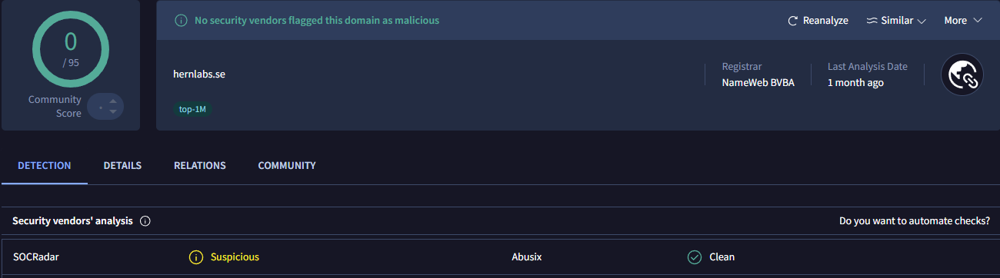 0
/ 95
Community
Score
No security vendors flagged this domain as malicious
Reanalyze
Similar
More
hernlabs.se
top-1M
Registrar
NameWeb BVBA
Last Analysis Date
1 month ago
DETECTION DETAILS RELATIONS COMMUNITY
Security vendors' analysis
Do you want to automate checks?
SOCRadar Suspicious Abusix Clean